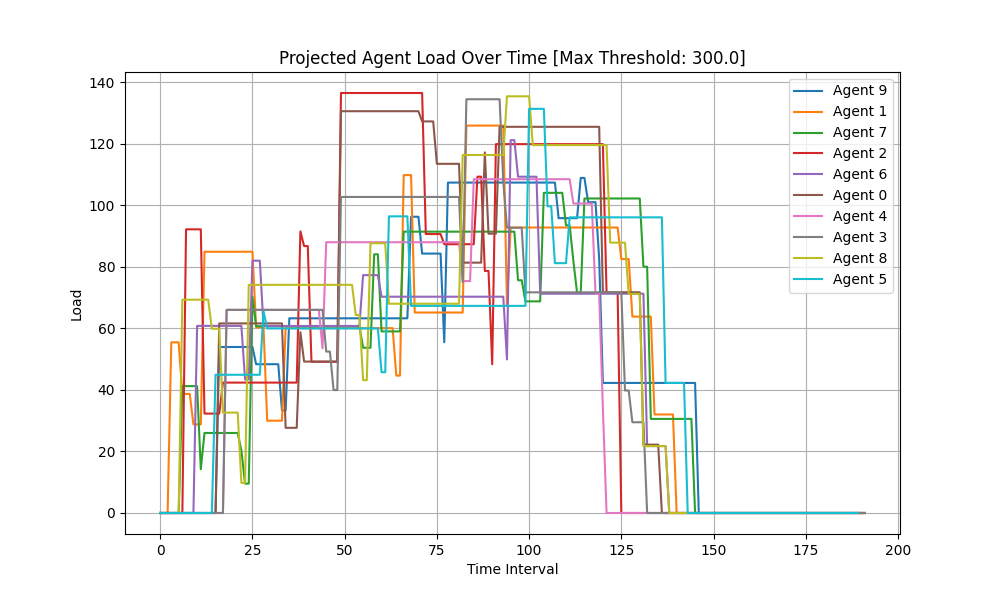 Projected Agent Load Over Time [Max Threshold: 300.0]
Load
140
120
100
80
60
40
20
0
0 25 50 75 100 125 150 175 200
Time Interval
Agent 9
Agent 1
Agent 7
Agent 2
Agent 6
Agent 0
Agent 4
Agent 3
Agent 8
Agent 5